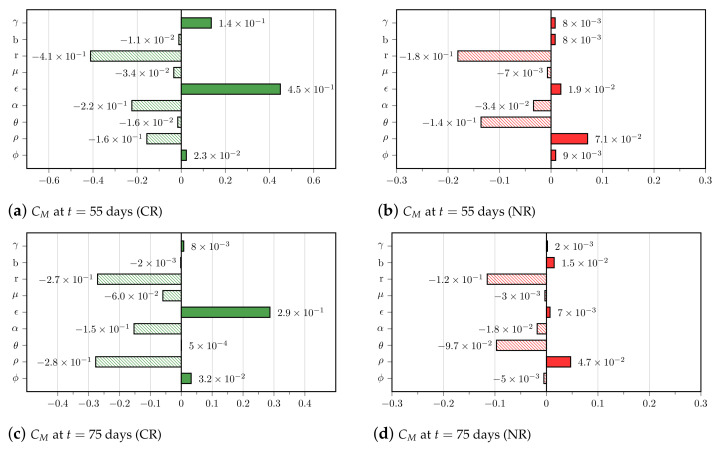 γ 1.4 × 10⁻¹
b −1.1 × 10⁻²
r −4.1 × 10⁻¹
μ −3.4 × 10⁻²
ϵ 4.5 × 10⁻¹
α −2.2 × 10⁻¹
θ −1.6 × 10⁻²
ρ −1.6 × 10⁻¹
ϕ 2.3 × 10⁻²
−0.6 −0.4 −0.2 0 0.2 0.4 0.6
(a) C_M at t = 55 days (CR)
γ 8 × 10⁻³
b 8 × 10⁻³
r −1.8 × 10⁻¹
μ −7 × 10⁻³
ϵ 1.9 × 10⁻²
α −3.4 × 10⁻²
θ −1.4 × 10⁻¹
ρ 7.1 × 10⁻²
ϕ 9 × 10⁻³
−0.3 −0.2 −0.1 0 0.1 0.2 0.3
(b) C_M at t = 55 days (NR)
γ 8 × 10⁻³
b −2 × 10⁻³
r −2.7 × 10⁻¹
μ −6.0 × 10⁻²
ϵ 2.9 × 10⁻¹
α −1.5 × 10⁻¹
θ 5 × 10⁻⁴
ρ −2.8 × 10⁻¹
ϕ 3.2 × 10⁻²
−0.4 −0.3 −0.2 −0.1 0 0.1 0.2 0.3 0.4
(c) C_M at t = 75 days (CR)
γ 2 × 10⁻³
b 1.5 × 10⁻²
r −1.2 × 10⁻¹
μ −3 × 10⁻³
ϵ 7 × 10⁻³
α −1.8 × 10⁻²
θ −9.7 × 10⁻²
ρ 4.7 × 10⁻²
ϕ −5 × 10⁻³
−0.3 −0.2 −0.1 0 0.1 0.2 0.3
(d) C_M at t = 75 days (NR)